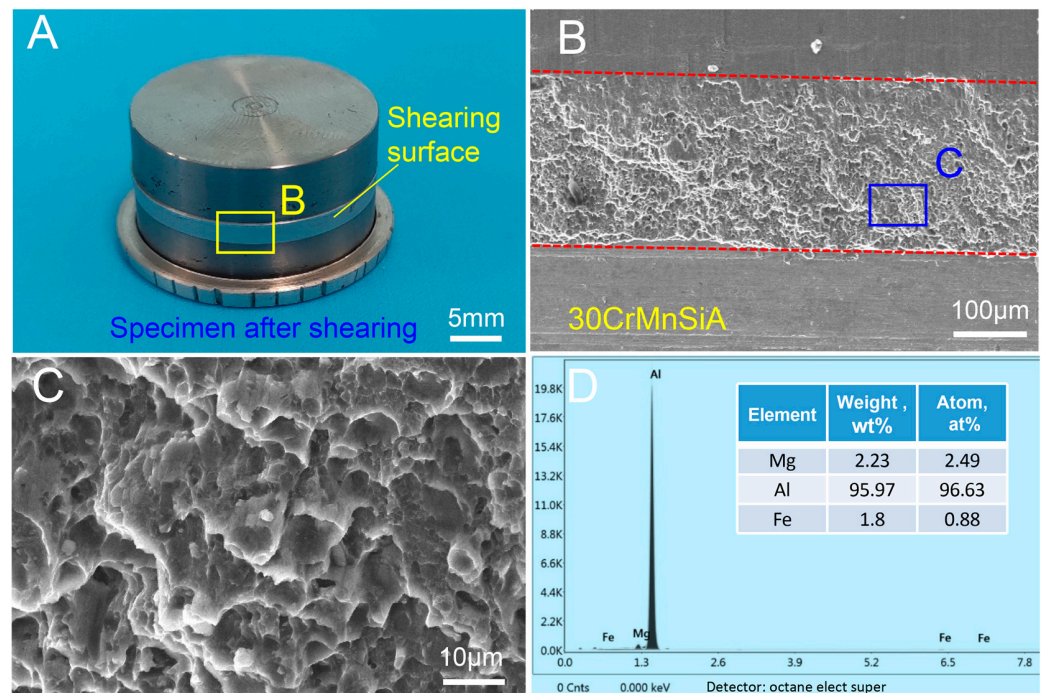 A
Shearing
surface
B
Specimen after shearing
5mm
B
C
30CrMnSiA
100μm
C
10μm
D
Al
19.8K
17.6K
15.4K
13.2K
11.0K
8.8K
6.6K
4.4K
2.2K
0.0K
Fe
Mg
Fe
Fe
0.0
1.3
2.6
3.9
5.2
6.5
7.8
0 Cnts
0.000 keV
Detector: octane elect super
Element
Weight ,
wt%
Atom,
at%
Mg
2.23
2.49
Al
95.97
96.63
Fe
1.8
0.88